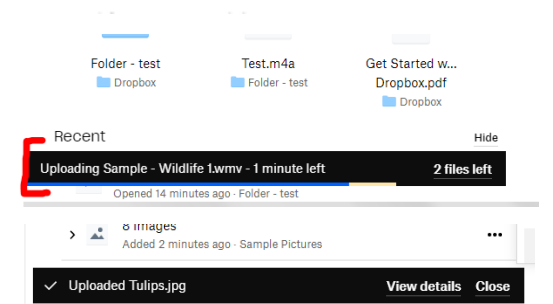 Folder - test
Test.m4a
Get Started w...
Dropbox
Folder - test
Dropbox.pdf
Dropbox
Recent
Hide
Uploading Sample - Wildlife 1.wmv - 1 minute left
2 files left
Opened 14 minutes ago · Folder - test
8 images
Added 2 minutes ago · Sample Pictures
Uploaded Tulips.jpg
View details
Close